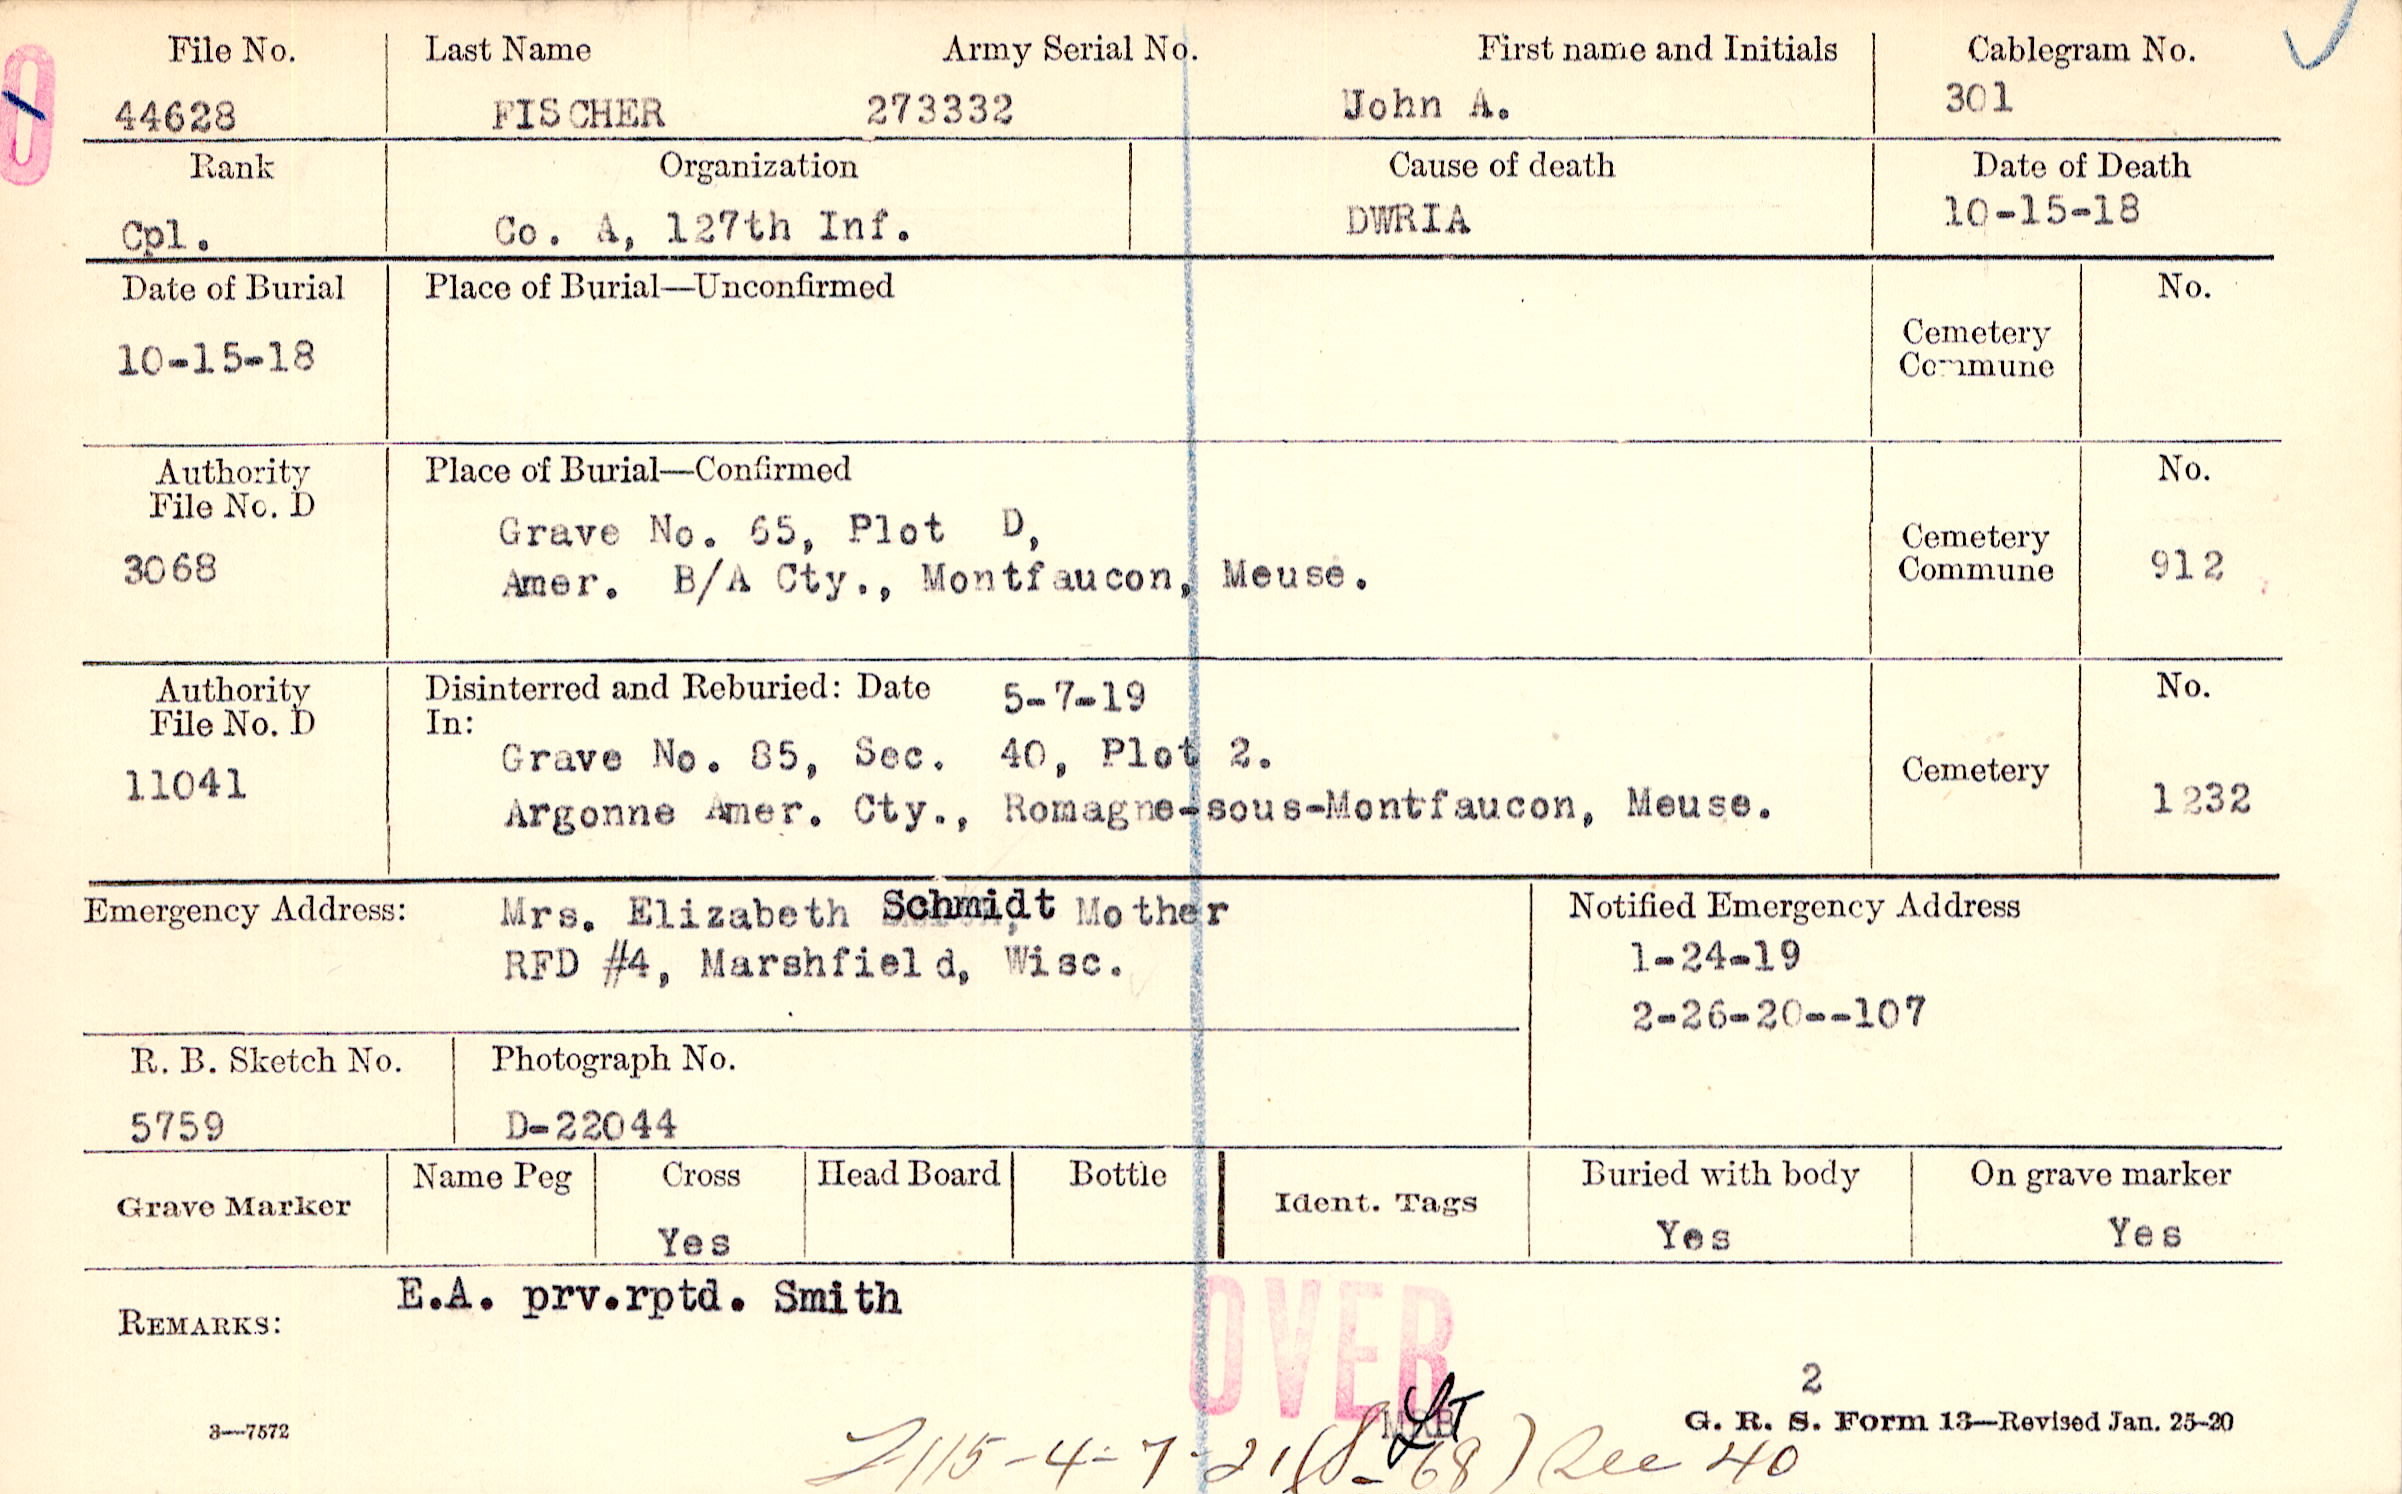 File No. Last Name Army Serial No. First name and Initials Cablegram No.
44628 FISCHER 273332 John A. 301
Rank Organization Cause of death Date of Death
Cpl. Co. A, 127th Inf. DWRIA 10-15-18
Date of Burial Place of Burial—Unconfirmed No.
10-15-18 Cemetery
Commune
Authority Place of Burial—Confirmed No.
File No. D
3068 Grave No. 65, Plot D, Cemetery
Amer. B/A Cty., Montfaucon, Meuse. Commune 912
Authority Disinterred and Reburied: Date 5-7-19 No.
File No. D In:
11041 Grave No. 85, Sec. 40, Plot 2. Cemetery
Argonne Amer. Cty., Romagne-sous-Montfaucon, Meuse. 1232
Emergency Address: Mrs. Elizabeth Schmidt Mother Notified Emergency Address
RFD #4, Marshfield, Wisc. 1-24-19
2-26-20--107
R. B. Sketch No. Photograph No.
5759 D-22044
Grave Marker Name Peg Cross Head Board Bottle Ident. Tags Buried with body On grave marker
Yes Yes Yes
REMARKS: E.A. prv.rptd. Smith
OVER
2
3—7572 G. R. S. Form 13—Revised Jan. 25-20
115-4-7-21 68) Sec 40